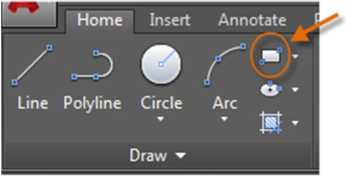 Home Insert Annotate
Line Polyline Circle Arc
Draw